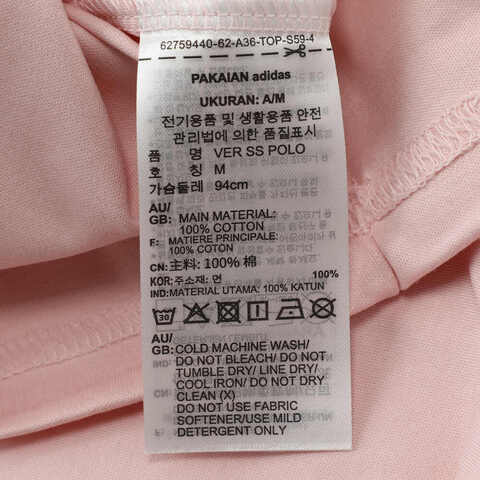 62759440-62-A36-TOP-S59-4
PAKAIAN adidas
UKURAN: A/M
전기용품 및 생활용품 안전
관리법에 의한 품질표시
품 명 VER SS POLO
호 칭 M
가슴둘레 94cm
AU/
GB: MAIN MATERIAL:
100% COTTON
F: MATIERE PRINCIPALE:
100% COTON
CN: 主料: 100% 棉
KOR: 주소재: 면 100%
IND: MATERIAL UTAMA: 100% KATUN
30
AU/
GB: COLD MACHINE WASH/
DO NOT BLEACH/ DO NOT
TUMBLE DRY/ LINE DRY/
COOL IRON/ DO NOT DRY
CLEAN (X)
DO NOT USE FABRIC
SOFTENER/USE MILD
DETERGENT ONLY